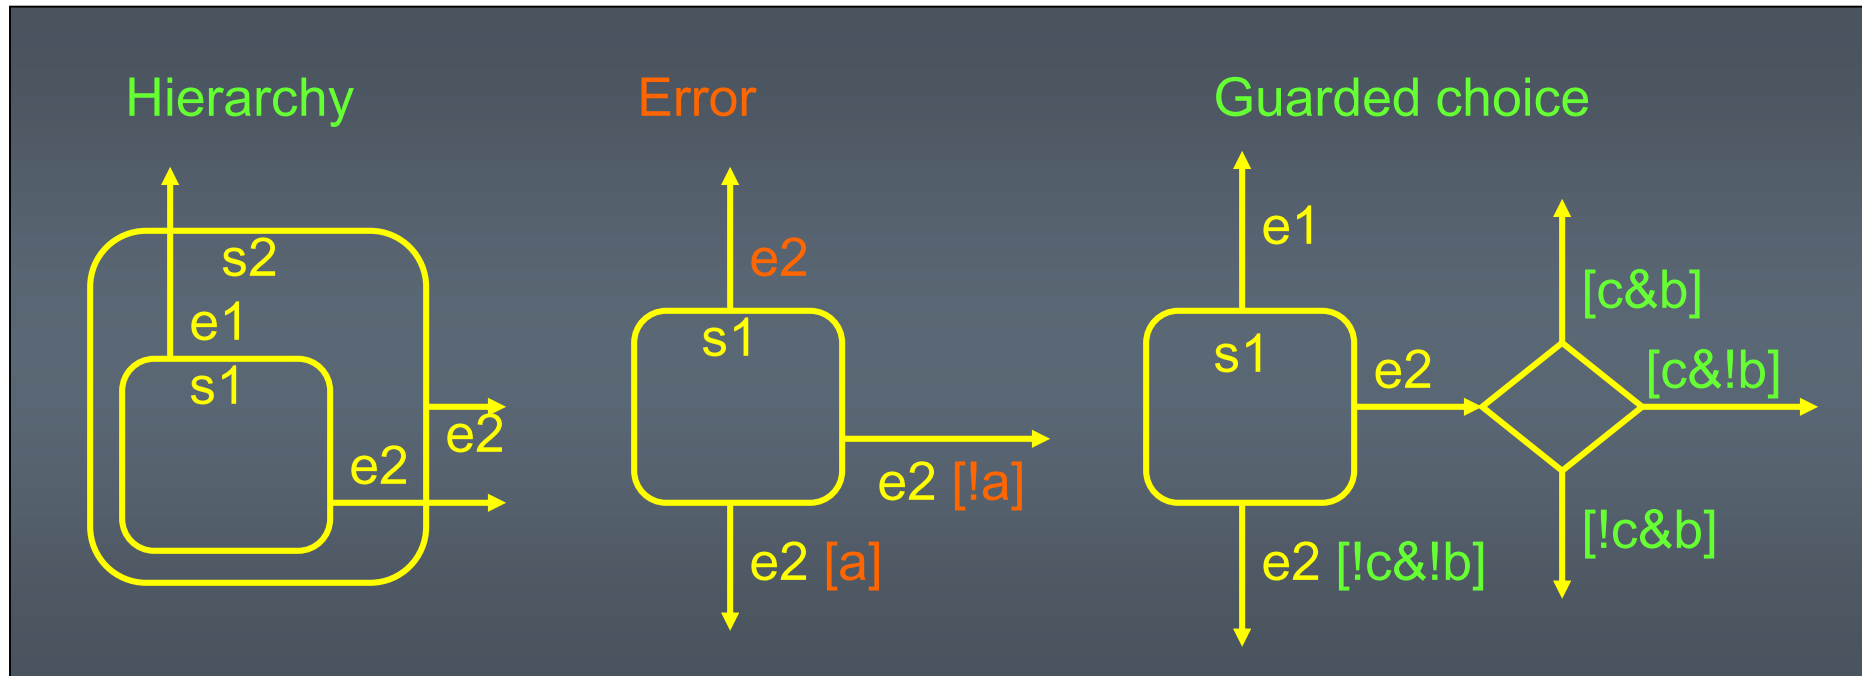 Hierarchy
s2
e1
s1
e2
e2
Error
e2
s1
e2 [!a]
e2 [a]
Guarded choice
e1
s1
e2
[c&b]
[c&!b]
[!c&b]
e2 [!c&!b]